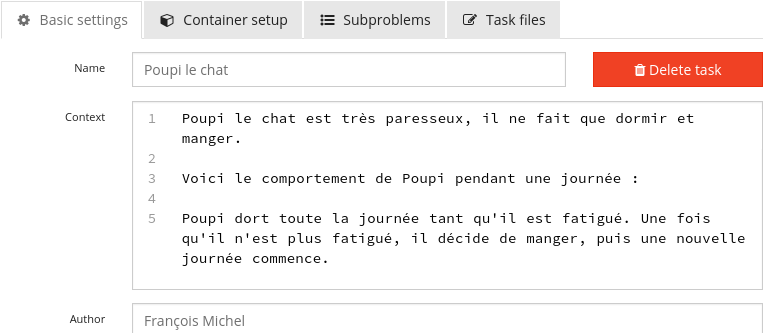 Basic settings Container setup Subproblems Task files
Name Poupi le chat Delete task
Context
1 Poupi le chat est très paresseux, il ne fait que dormir et
manger.
2
3 Voici le comportement de Poupi pendant une journée :
4
5 Poupi dort toute la journée tant qu'il est fatigué. Une fois
qu'il n'est plus fatigué, il décide de manger, puis une nouvelle
journée commence.
Author François Michel